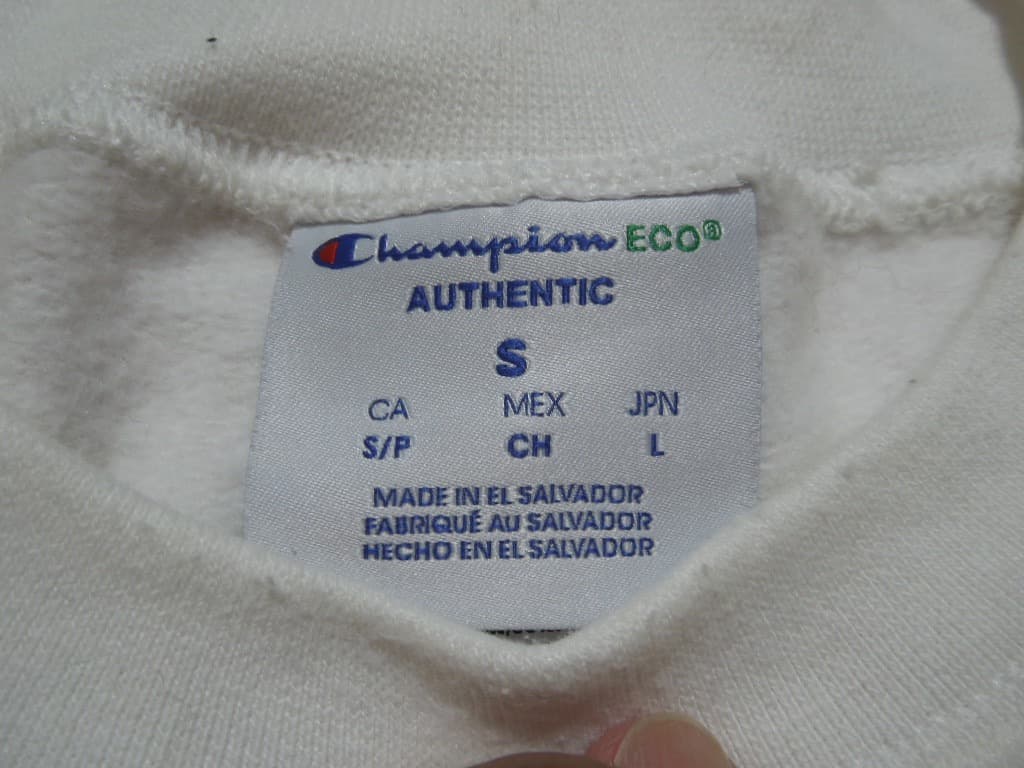 Champion ECO®
AUTHENTIC
S
CA MEX JPN
S/P CH L
MADE IN EL SALVADOR
FABRIQUÉ AU SALVADOR
HECHO EN EL SALVADOR